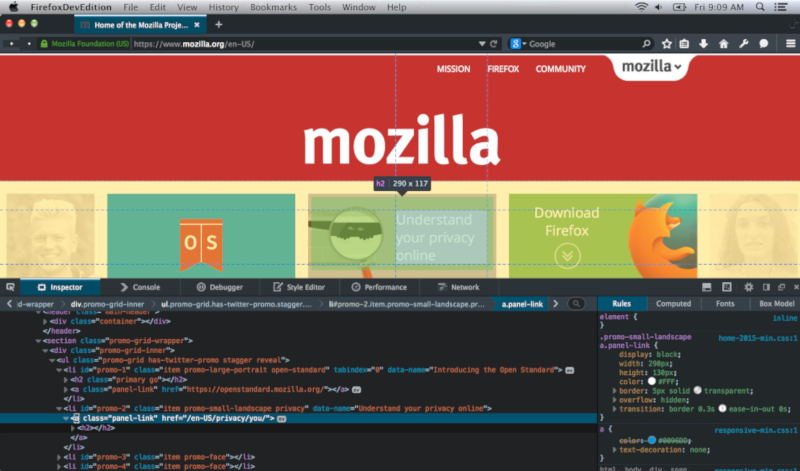 FirefoxDevEdition File Edit View History Bookmarks Tools Window Help Fri 9:09 AM
Home of the Mozilla Proje...
Mozilla Foundation (US) https://www.mozilla.org/en-US/ Google
MISSION FIREFOX COMMUNITY mozilla
mozilla
h2 290 x 117
OS
Understand
your privacy
online
Download
Firefox
Inspector Console Debugger Style Editor Performance Network
id-wrapper div.promo-grid-inner ul.promo-grid.has-twitter-promo.stagger.... li#promo-2.item.promo-small-landscape.pr... a.panel-link
Rules Computed Fonts Box Model
<header class="main-header">
<div class="container"></div>
</header>
<section class="promo-grid-wrapper">
<div class="promo-grid-inner">
<ul class="promo-grid has-twitter-promo stagger reveal">
<li id="promo-1" class="item promo-large-portrait open-standard" tabindex="0" data-name="Introducing the Open Standard">
<h2 class="primary go"></h2>
<a class="panel-link" href="https://openstandard.mozilla.org/"></a>
</li>
<li id="promo-2" class="item promo-small-landscape privacy" data-name="Understand your privacy online">
<a class="panel-link" href="/en-US/privacy/you/">
<h2></h2>
</a>
</li>
<li id="promo-3" class="item promo-face"></li>
<li id="promo-4" class="item promo-face"></li>
element { inline
}
.promo-small-landscape home-2015-min.css:1
a.panel-link {
display: block;
width: 290px;
height: 130px;
color: #FFF;
border: 5px solid transparent;
overflow: hidden;
transition: border 0.3s ease-in-out 0s;
}
a { responsive-min.css:1
color: #0096DD;
text-decoration: none;
}
html, body, div, span, responsive-min.css:1